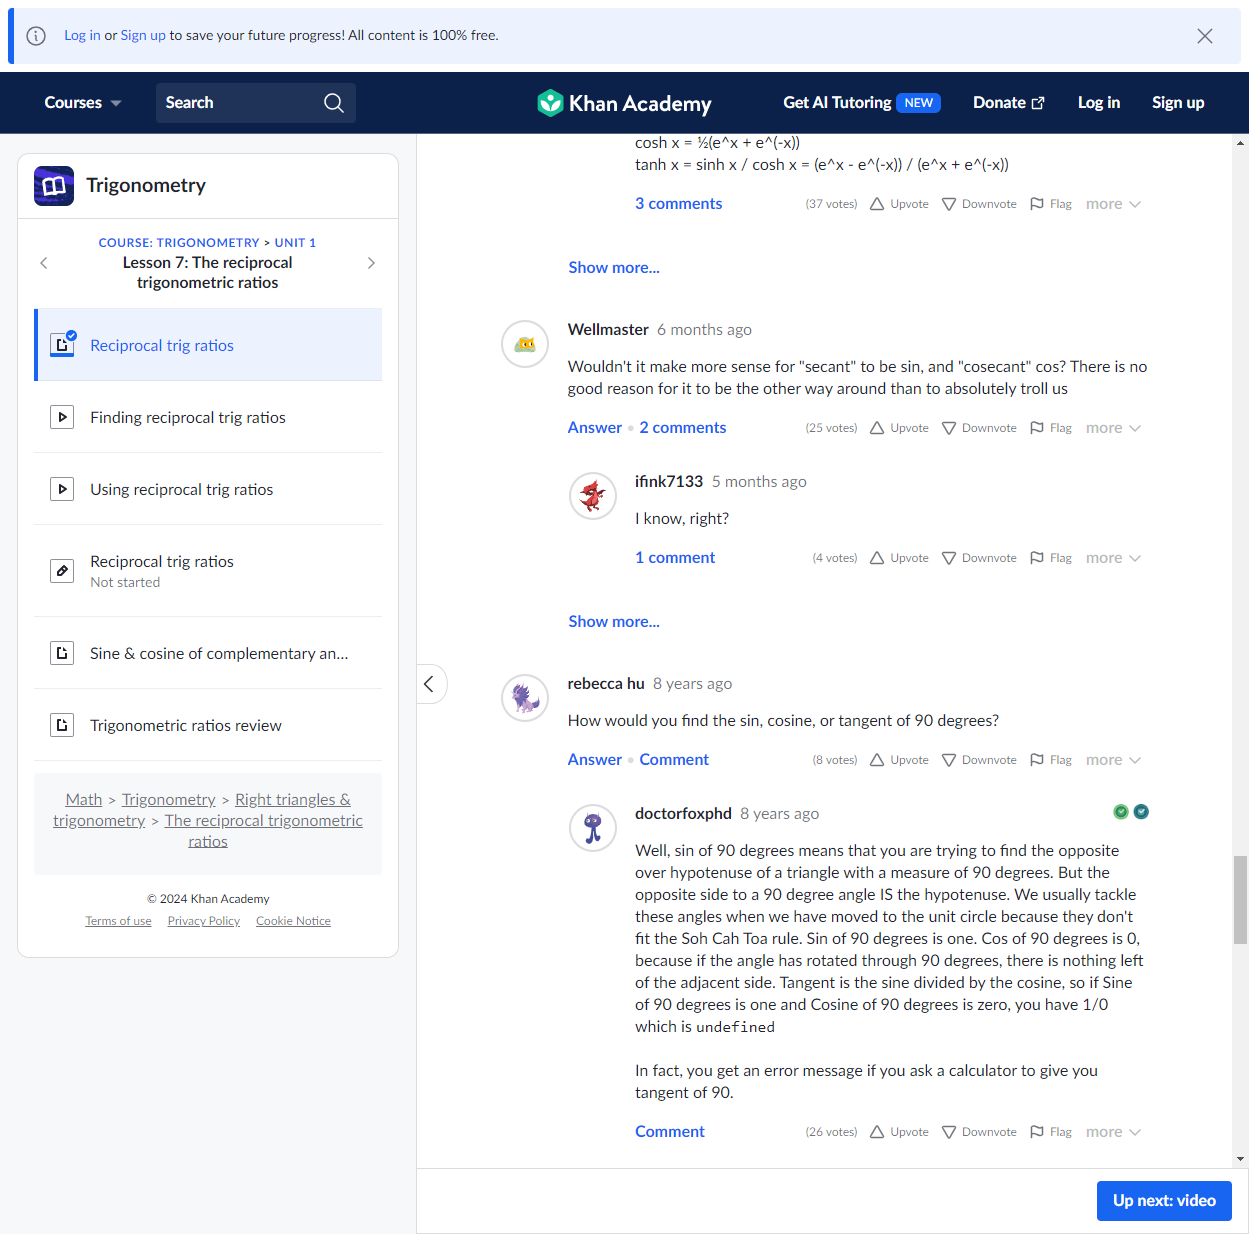 Log in or Sign up to save your future progress! All content is 100% free.
Courses
Search
Khan Academy
Get AI Tutoring NEW
Donate
Log in
Sign up
Trigonometry
COURSE: TRIGONOMETRY > UNIT 1
Lesson 7: The reciprocal
trigonometric ratios
Reciprocal trig ratios
Finding reciprocal trig ratios
Using reciprocal trig ratios
Reciprocal trig ratios
Not started
Sine & cosine of complementary an...
Trigonometric ratios review
Math > Trigonometry > Right triangles &
trigonometry > The reciprocal trigonometric
ratios
© 2024 Khan Academy
Terms of use Privacy Policy Cookie Notice
cosh x = ½(e^x + e^(-x))
tanh x = sinh x / cosh x = (e^x - e^(-x)) / (e^x + e^(-x))
3 comments (37 votes) Upvote Downvote Flag more
Show more...
Wellmaster 6 months ago
Wouldn't it make more sense for "secant" to be sin, and "cosecant" cos? There is no
good reason for it to be the other way around than to absolutely troll us
Answer • 2 comments (25 votes) Upvote Downvote Flag more
ifink7133 5 months ago
I know, right?
1 comment (4 votes) Upvote Downvote Flag more
Show more...
rebecca hu 8 years ago
How would you find the sin, cosine, or tangent of 90 degrees?
Answer • Comment (8 votes) Upvote Downvote Flag more
doctorfoxphd 8 years ago
Well, sin of 90 degrees means that you are trying to find the opposite
over hypotenuse of a triangle with a measure of 90 degrees. But the
opposite side to a 90 degree angle IS the hypotenuse. We usually tackle
these angles when we have moved to the unit circle because they don't
fit the Soh Cah Toa rule. Sin of 90 degrees is one. Cos of 90 degrees is 0,
because if the angle has rotated through 90 degrees, there is nothing left
of the adjacent side. Tangent is the sine divided by the cosine, so if Sine
of 90 degrees is one and Cosine of 90 degrees is zero, you have 1/0
which is undefined
In fact, you get an error message if you ask a calculator to give you
tangent of 90.
Comment (26 votes) Upvote Downvote Flag more
Up next: video